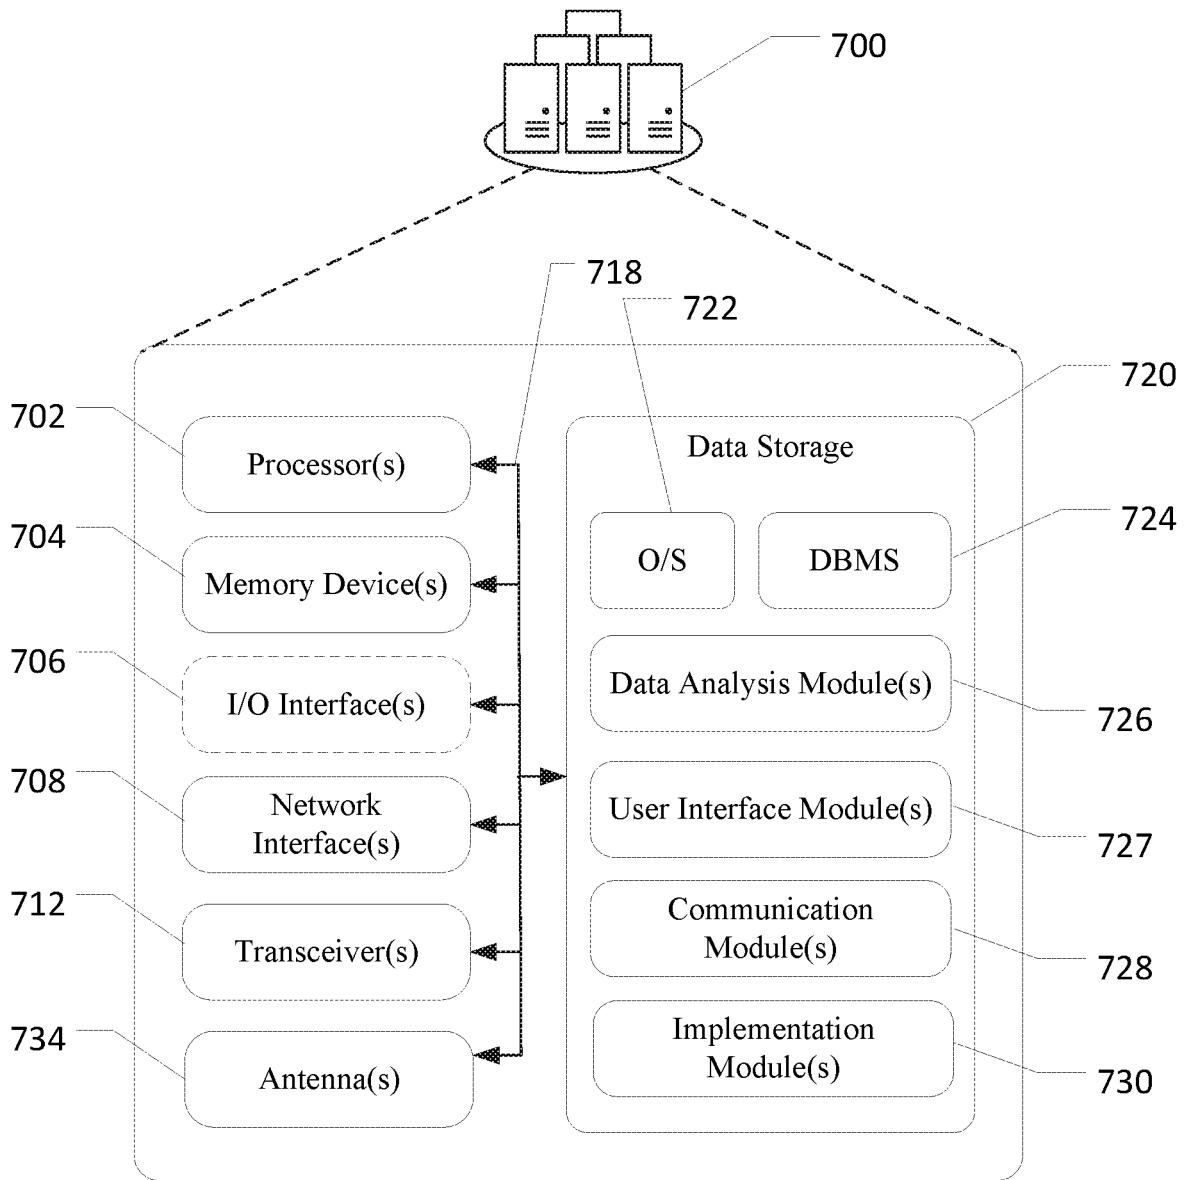 700
718
722
720
702
Processor(s)
Data Storage
704
Memory Device(s)
O/S
DBMS
724
706
I/O Interface(s)
Data Analysis Module(s)
726
708
Network
Interface(s)
User Interface Module(s)
727
712
Transceiver(s)
Communication
Module(s)
728
734
Antenna(s)
Implementation
Module(s)
730